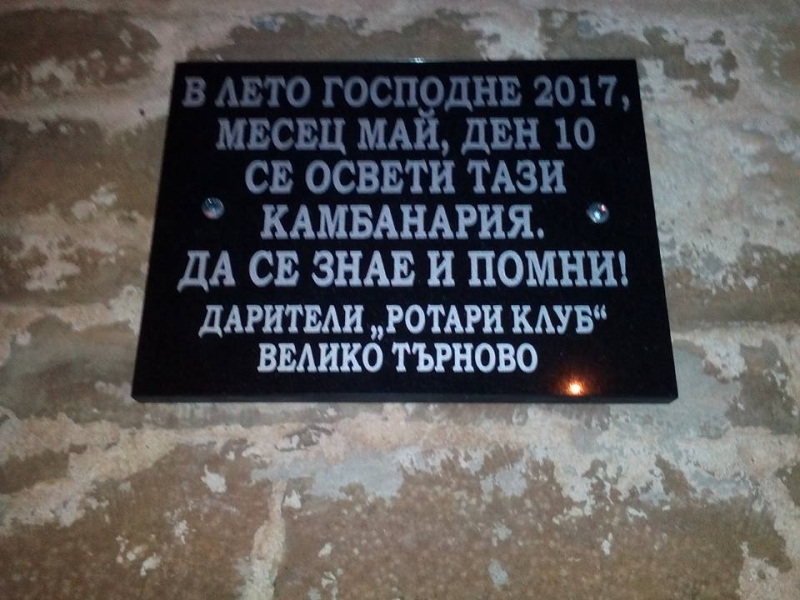 В ЛЕТО ГОСПОДНЕ 2017,
МЕСЕЦ МАЙ, ДЕН 10
СЕ ОСВЕТИ ТАЗИ
КАМБАНАРИЯ.
ДА СЕ ЗНАЕ И ПОМНИ!
ДАРИТЕЛИ „РОТАРИ КЛУБ“
ВЕЛИКО ТЪРНОВО